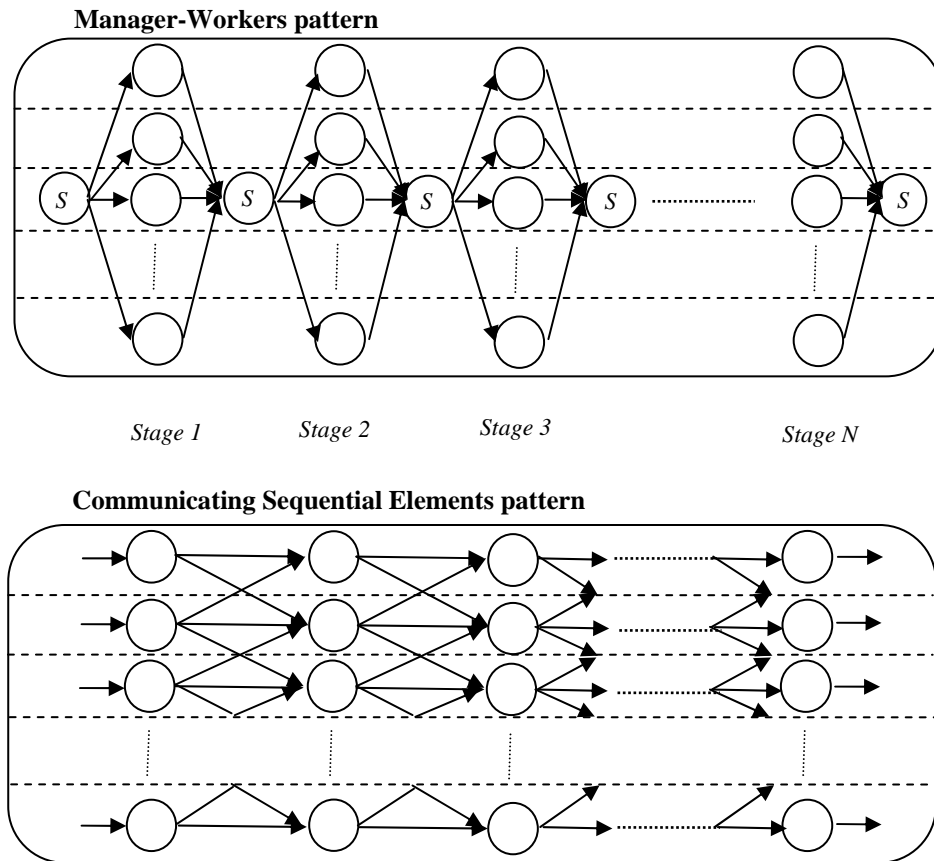 Manager-Workers pattern
S S S S S
Stage 1 Stage 2 Stage 3 Stage N
Communicating Sequential Elements pattern